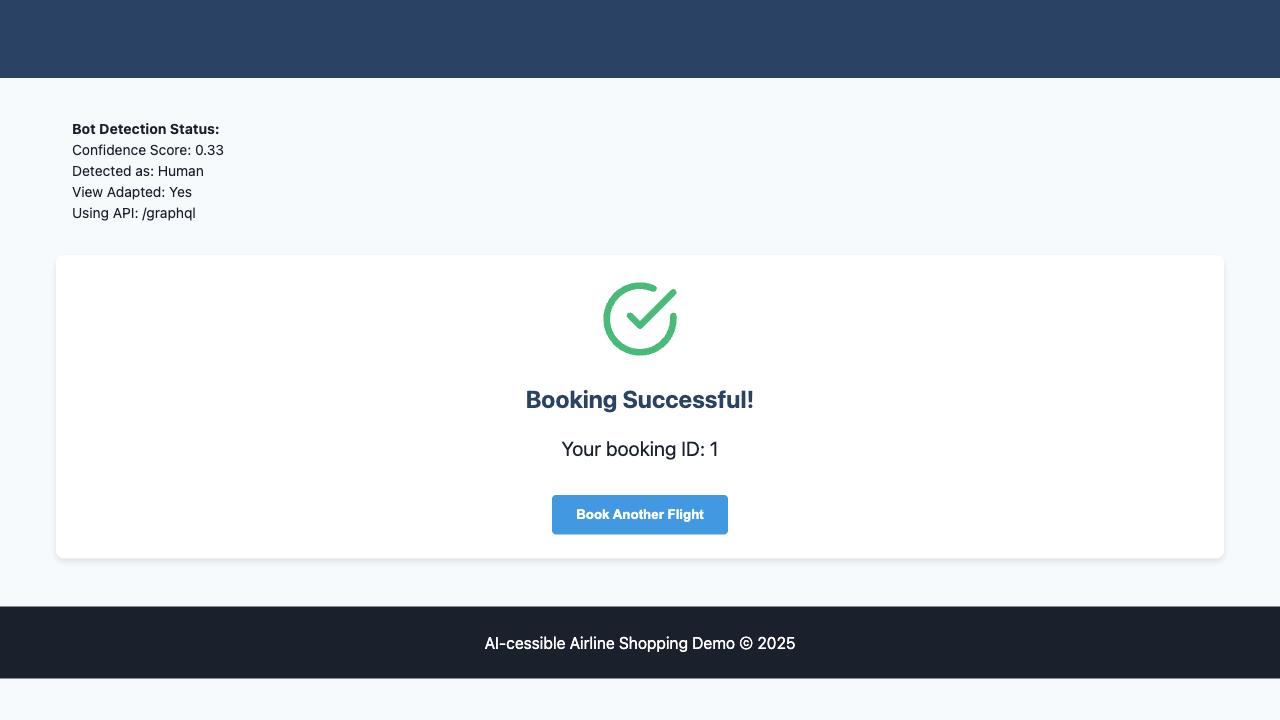 Bot Detection Status:
Confidence Score: 0.33
Detected as: Human
View Adapted: Yes
Using API: /graphql
Booking Successful!
Your booking ID: 1
Book Another Flight
AI-cessible Airline Shopping Demo © 2025